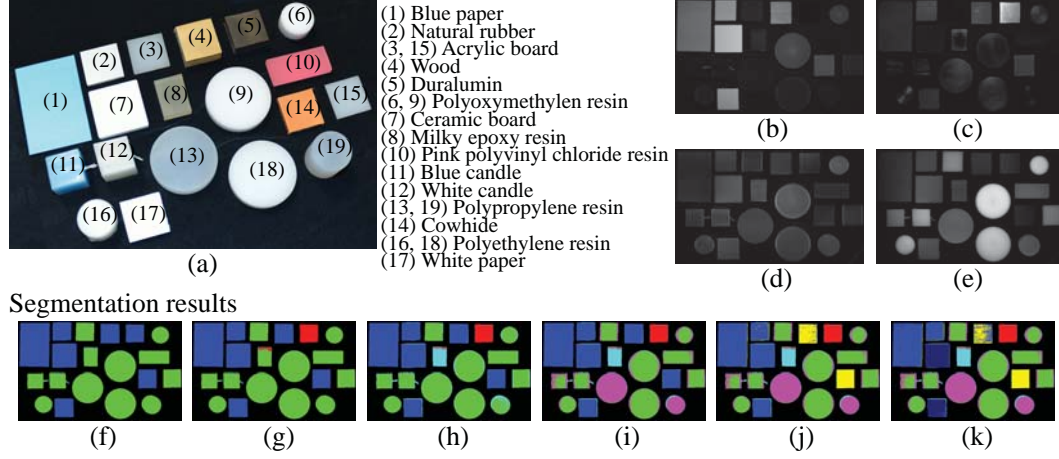 (1) (2) (3) (4) (5) (6)
(7) (8) (9) (10)
(11) (12) (13) (14) (15)
(16) (17) (18) (19)
(a)
(1) Blue paper
(2) Natural rubber
(3, 15) Acrylic board
(4) Wood
(5) Duralumin
(6, 9) Polyoxymethylen resin
(7) Ceramic board
(8) Milky epoxy resin
(10) Pink polyvinyl chloride resin
(11) Blue candle
(12) White candle
(13, 19) Polypropylene resin
(14) Cowhide
(16, 18) Polyethylene resin
(17) White paper
(b) (c)
(d) (e)
Segmentation results
(f) (g) (h) (i) (j) (k)